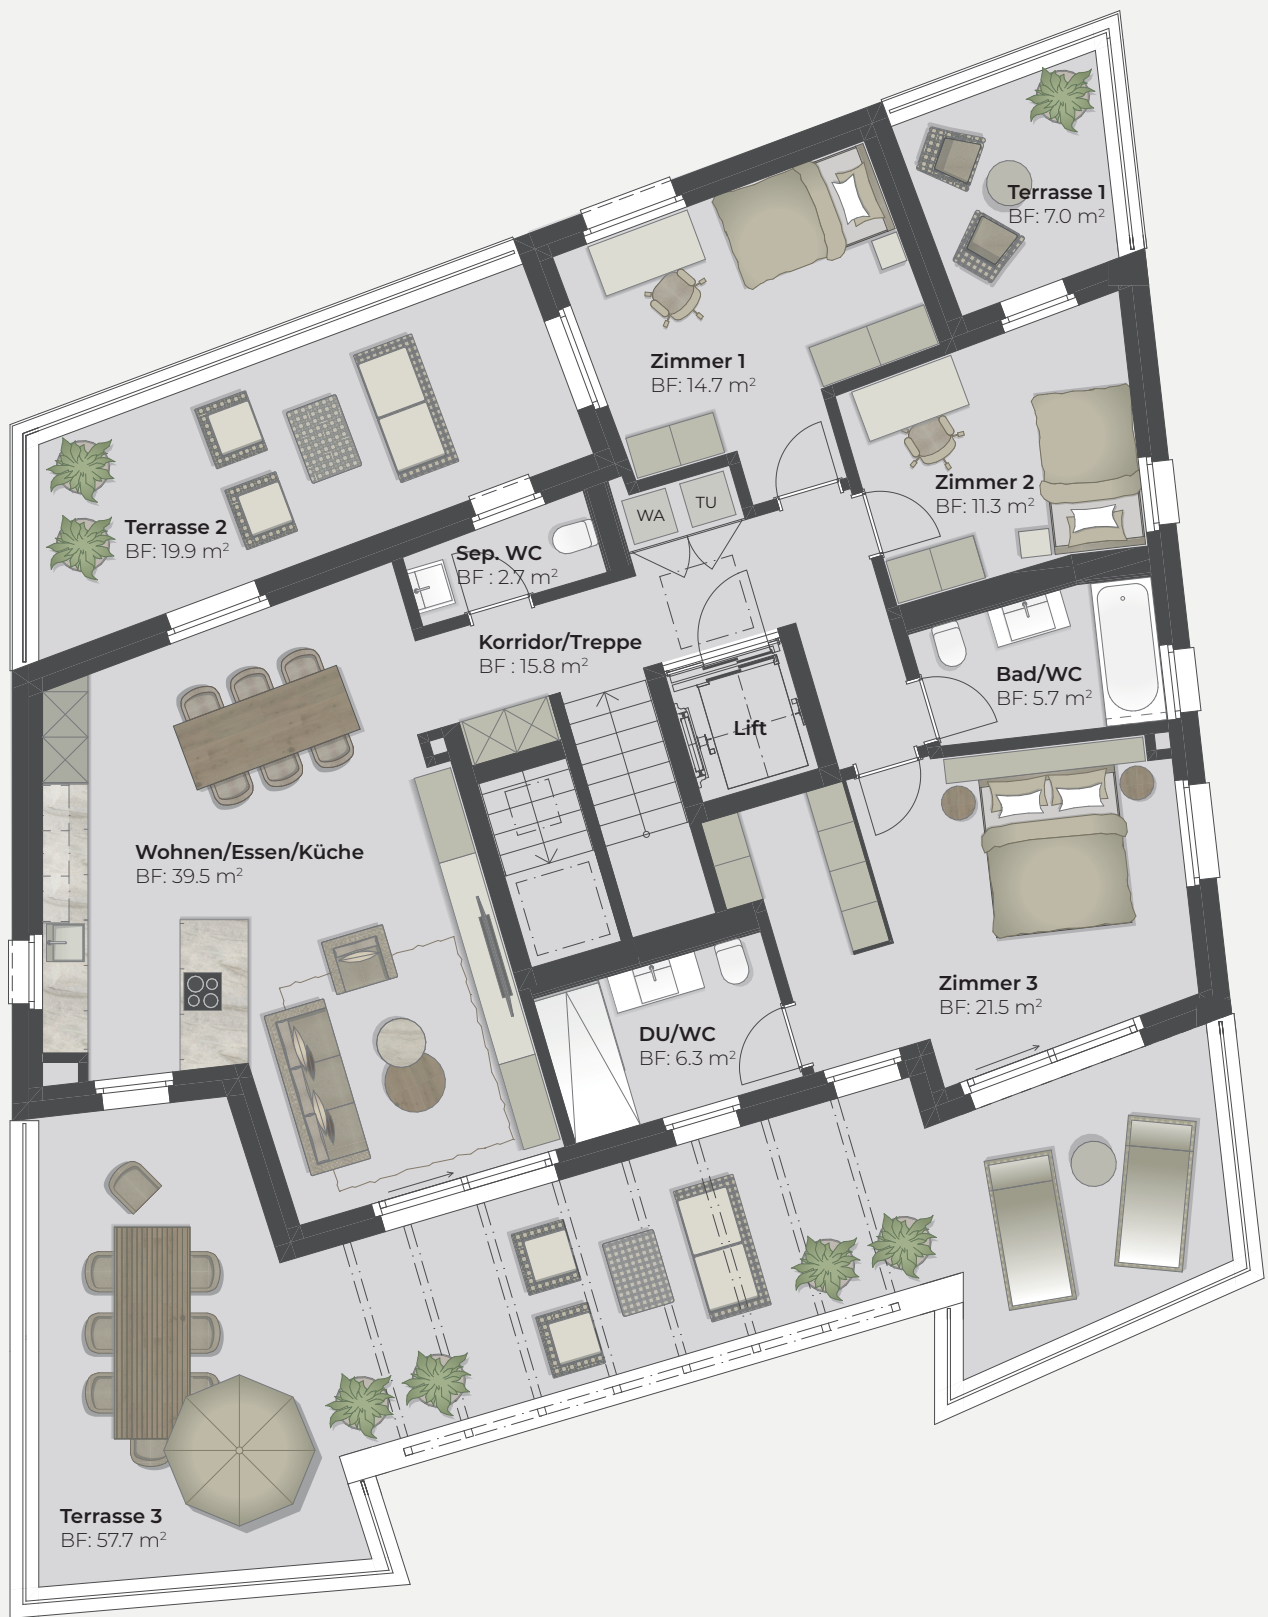 Terrasse 1
BF: 7.0 m²
Zimmer 1
BF: 14.7 m²
Zimmer 2
BF: 11.3 m²
WA
TU
Terrasse 2
BF: 19.9 m²
Sep. WC
BF : 2.7 m²
Korridor/Treppe
BF : 15.8 m²
Bad/WC
BF: 5.7 m²
Lift
Wohnen/Essen/Küche
BF: 39.5 m²
Zimmer 3
BF: 21.5 m²
DU/WC
BF: 6.3 m²
Terrasse 3
BF: 57.7 m²